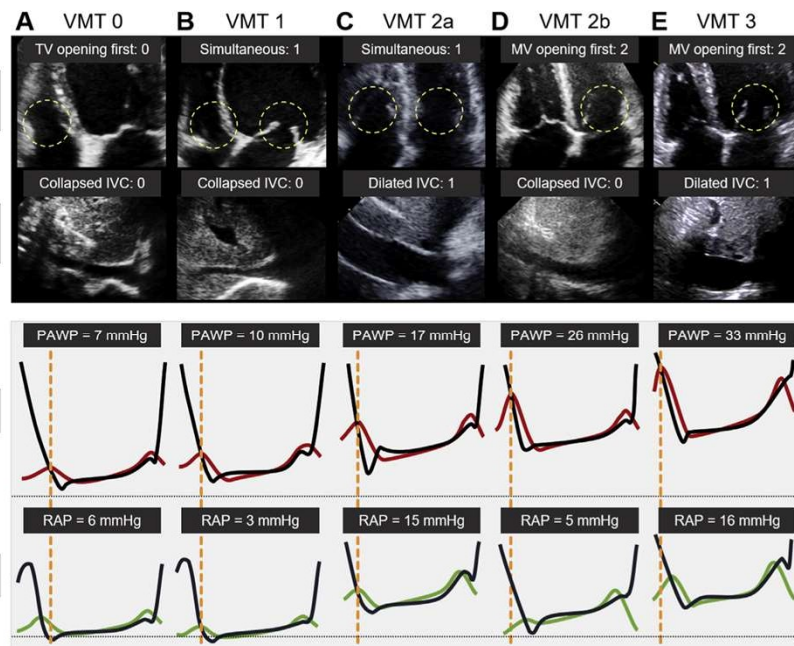 A VMT 0 B VMT 1 C VMT 2a D VMT 2b E VMT 3
TV opening first: 0 Simultaneous: 1 Simultaneous: 1 MV opening first: 2 MV opening first: 2
Collapsed IVC: 0 Collapsed IVC: 0 Dilated IVC: 1 Collapsed IVC: 0 Dilated IVC: 1
PAWP = 7 mmHg PAWP = 10 mmHg PAWP = 17 mmHg PAWP = 26 mmHg PAWP = 33 mmHg
RAP = 6 mmHg RAP = 3 mmHg RAP = 15 mmHg RAP = 5 mmHg RAP = 16 mmHg